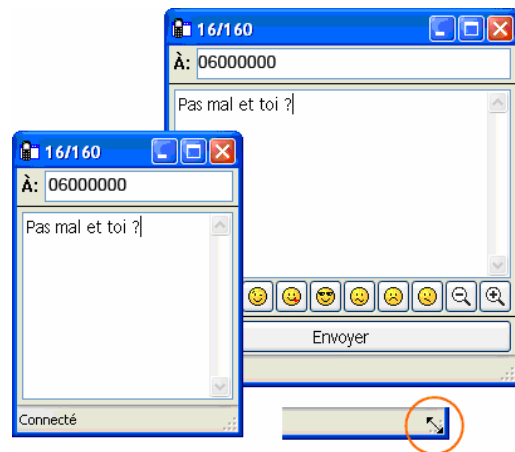 16/160
À: 06000000
Pas mal et toi ?
Envoyer
16/160
À: 06000000
Pas mal et toi ?
Connecté